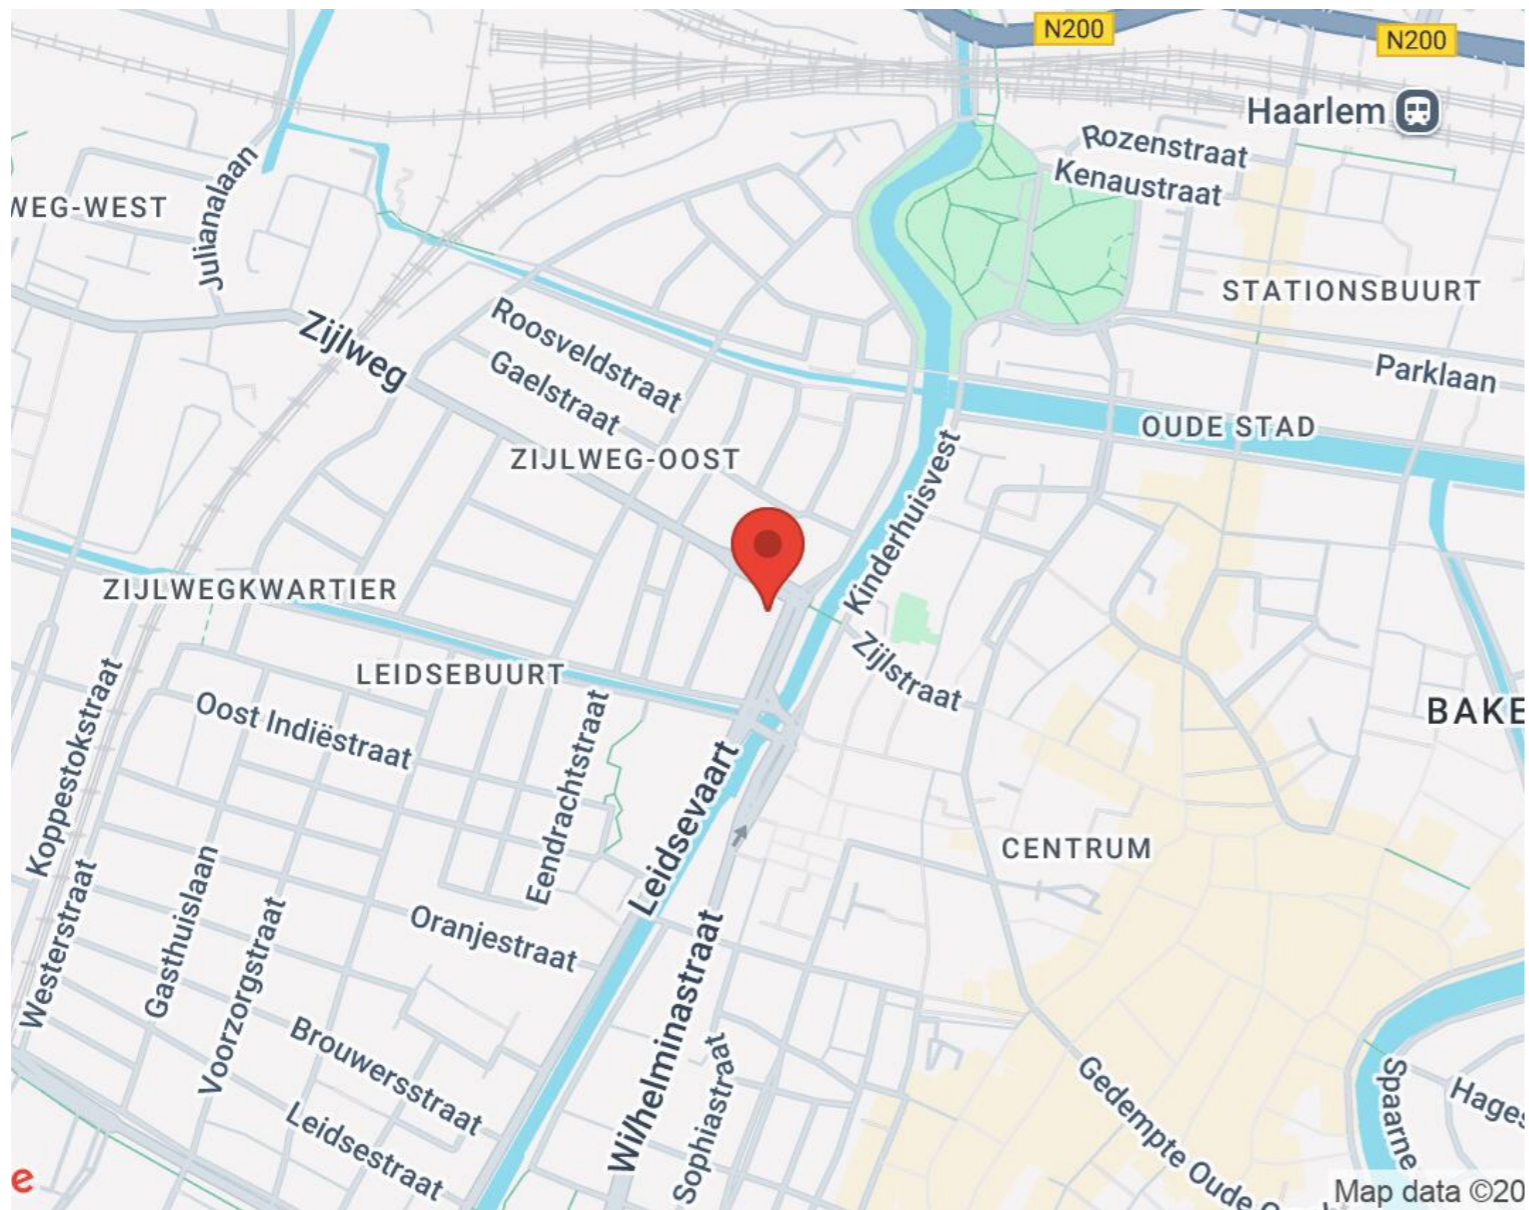 N200
N200
Haarlem
Rozenstraat
Kenaustraat
WEG-WEST
Julianalaan
STATIONSBUURT
Zijlweg
Roosveldstraat
Gaelstraat
Parklaan
OUDE STAD
ZIJLWEG-OOST
Kinderhuisvest
ZIJLWEGKWARTIER
LEIDSEBUURT
Zijlstraat
Oost Indiëstraat
BAKE
Koppestokstraat
Eendrachtstraat
Leidsevaart
CENTRUM
Westerstraat
Gasthuislaan
Voorzorgstraat
Oranjestraat
Wilhelminastraat
Brouwersstraat
Sophiastraat
Leidsestraat
Gedempte Oude
Spaarne
Hages
e
Map data ©20